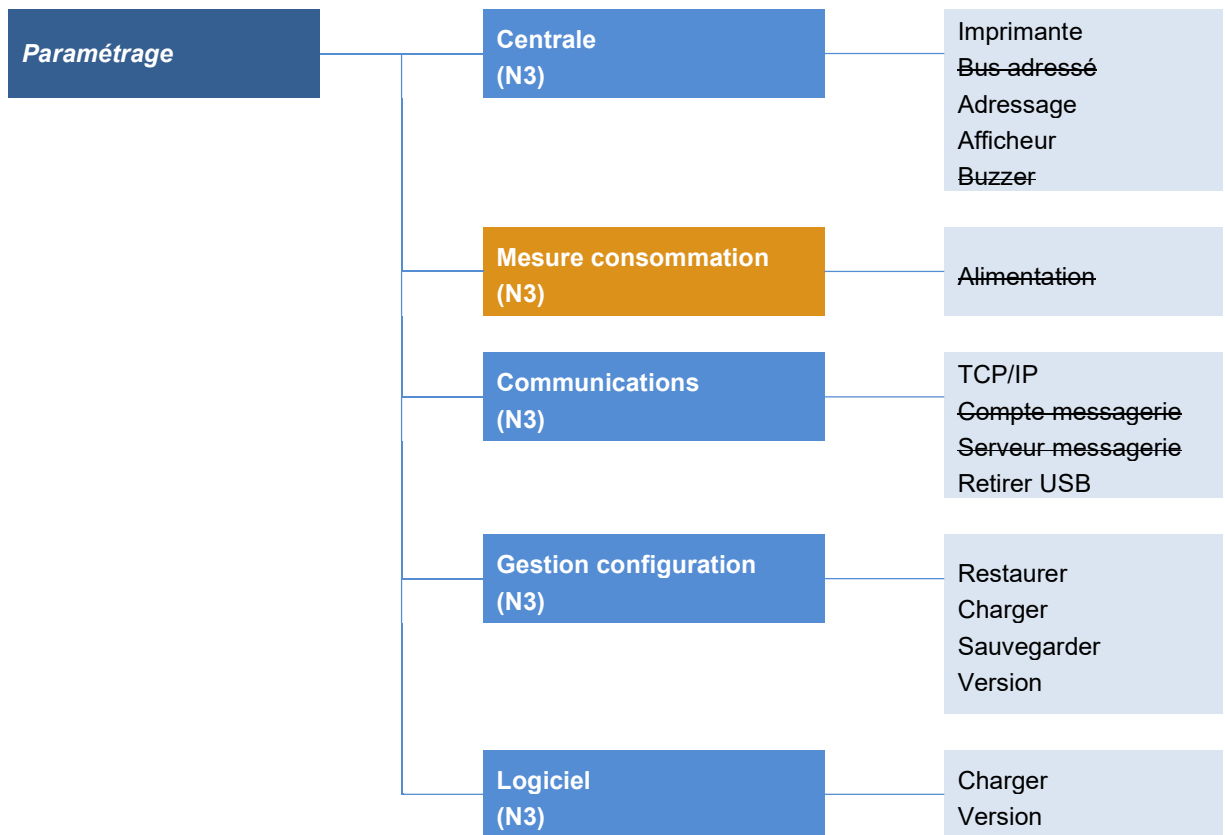 Paramétrage
Centrale
(N3)
Imprimante
Bus adressé
Adressage
Afficheur
Buzzer
Mesure consommation
(N3)
Alimentation
Communications
(N3)
TCP/IP
Compte messagerie
Serveur messagerie
Retirer USB
Gestion configuration
(N3)
Restaurer
Charger
Sauvegarder
Version
Logiciel
(N3)
Charger
Version